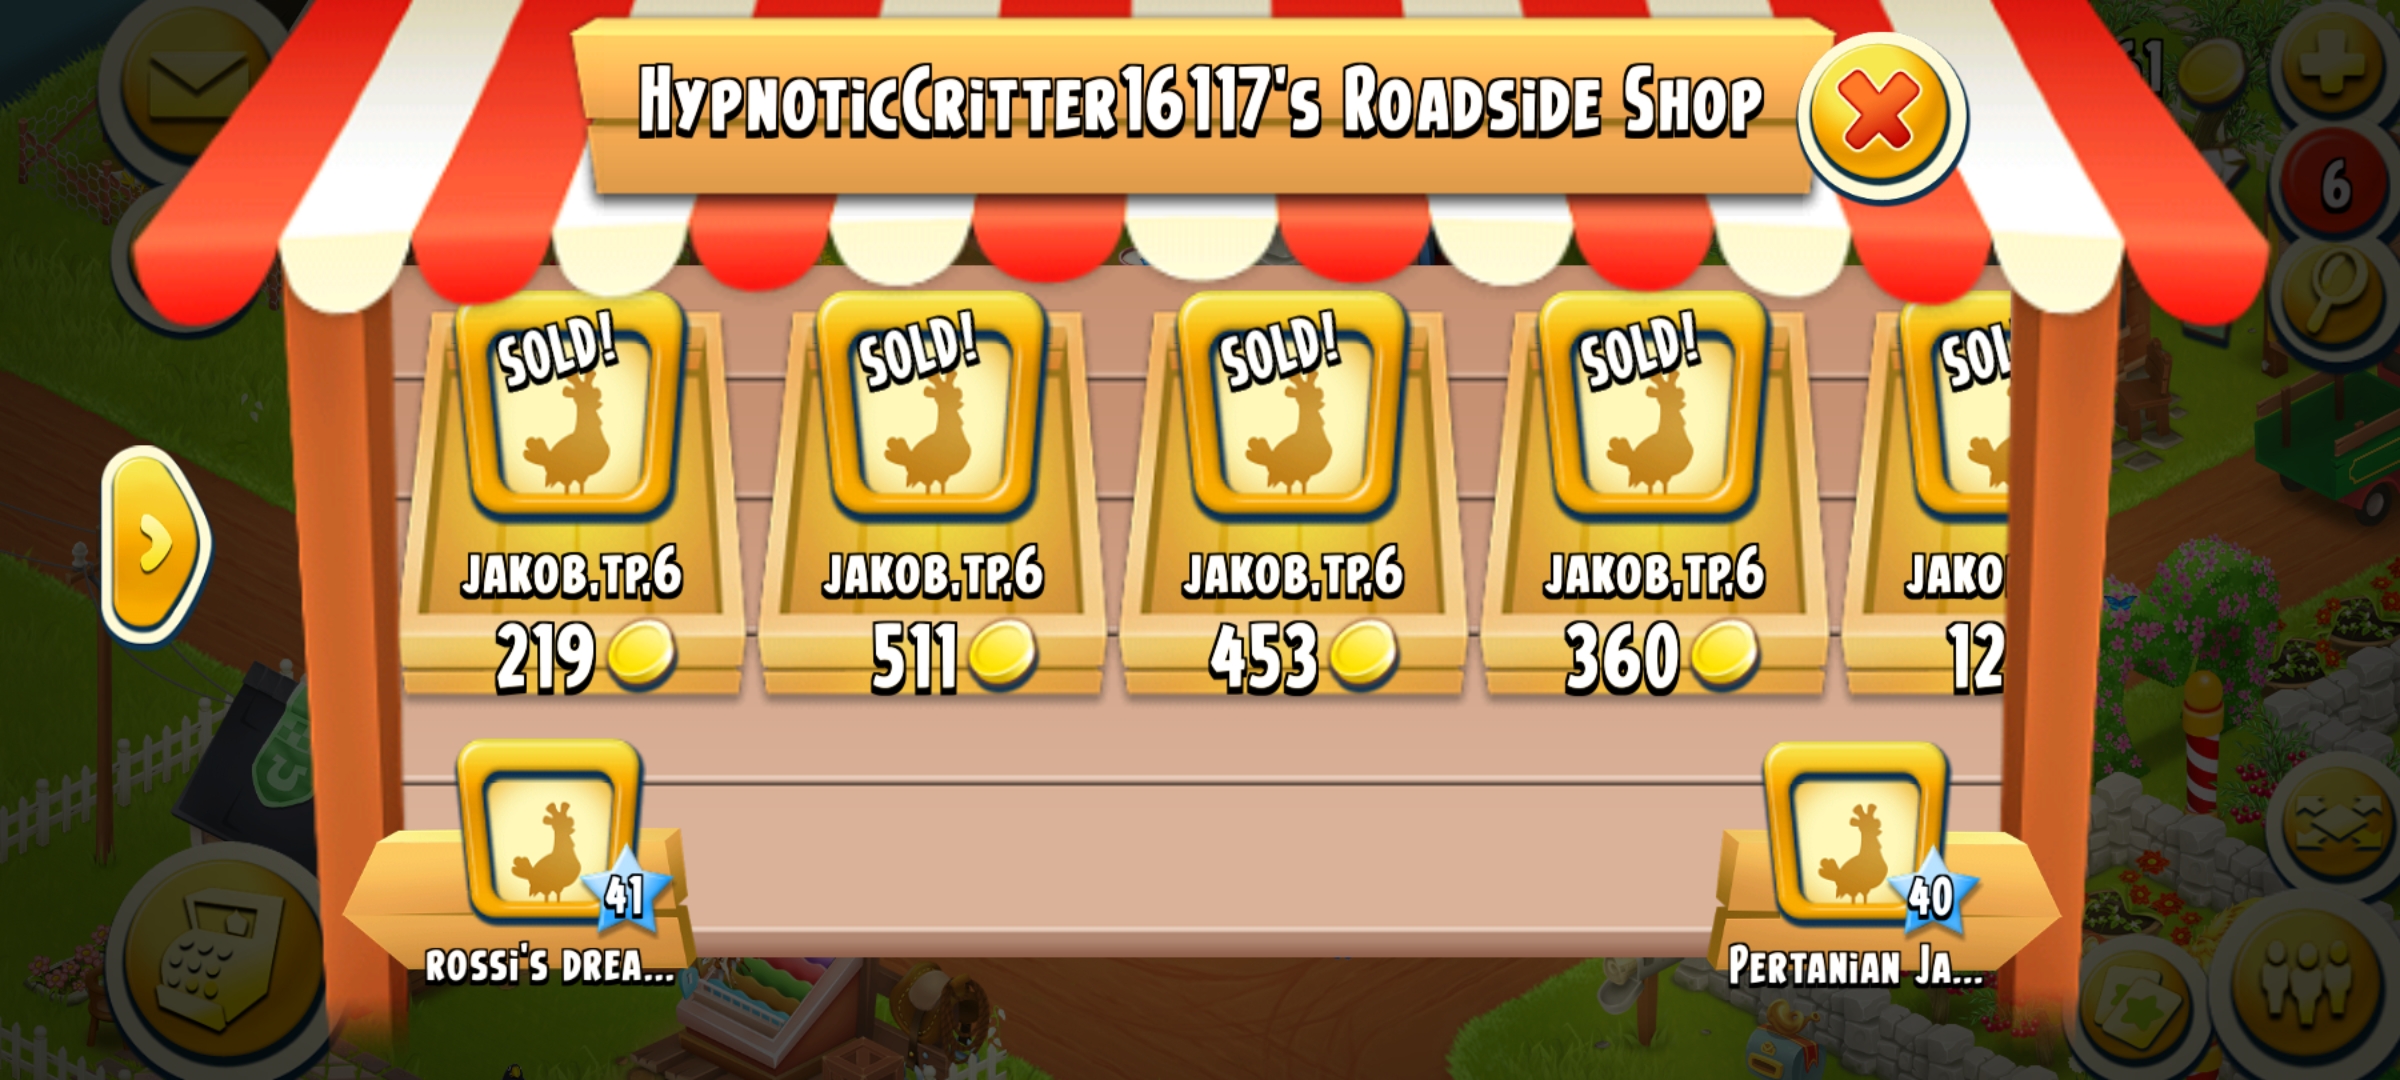 HypnoticCritter16117's Roadside Shop
6
SOLD! SOLD! SOLD! SOLD!
JAKOB.TP.6 JAKOB.TP.6 JAKOB.TP.6 JAKOB.TP.6
219 511 453 360
41 40
ROSSi'S DREA... PERTANiAN JA...